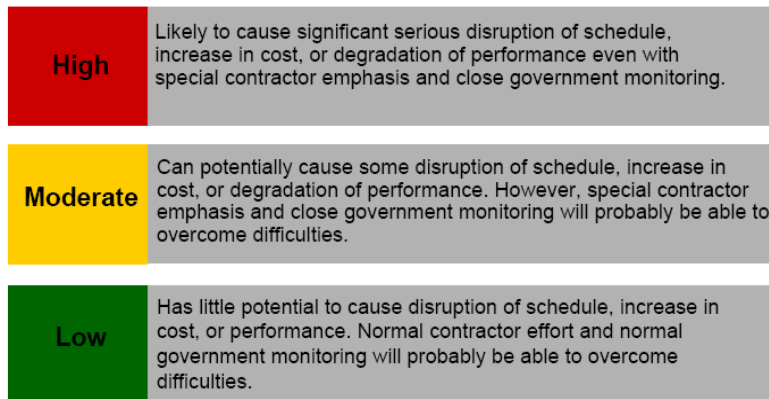 High
Likely to cause significant serious disruption of schedule,
increase in cost, or degradation of performance even with
special contractor emphasis and close government monitoring.
Moderate
Can potentially cause some disruption of schedule, increase in
cost, or degradation of performance. However, special contractor
emphasis and close government monitoring will probably be able to
overcome difficulties.
Low
Has little potential to cause disruption of schedule, increase in
cost, or performance. Normal contractor effort and normal
government monitoring will probably be able to overcome
difficulties.